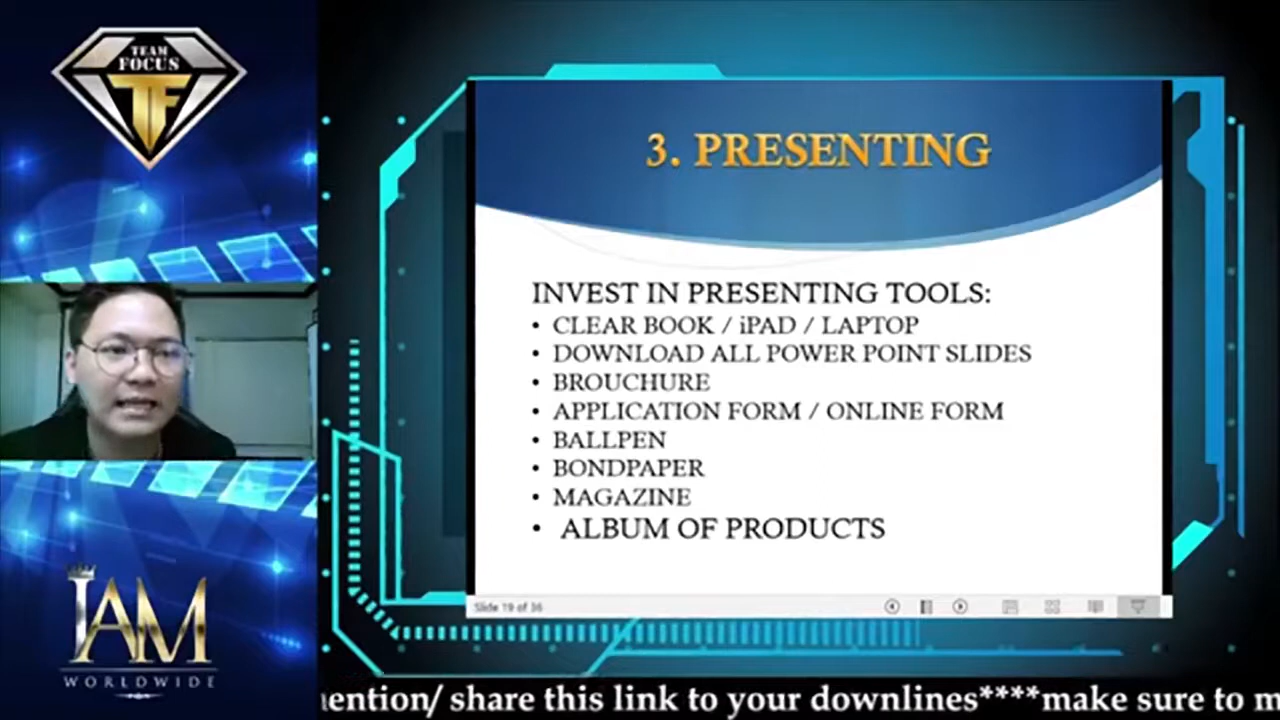 TEAM
FOCUS
TF
3. PRESENTING
INVEST IN PRESENTING TOOLS:
• CLEAR BOOK / iPAD / LAPTOP
• DOWNLOAD ALL POWER POINT SLIDES
• BROUCHURE
• APPLICATION FORM / ONLINE FORM
• BALLPEN
• BONDPAPER
• MAGAZINE
• ALBUM OF PRODUCTS
Slide 19 of 36
IAM
WORLDWIDE
mention/ share this link to your downlines****make sure to m